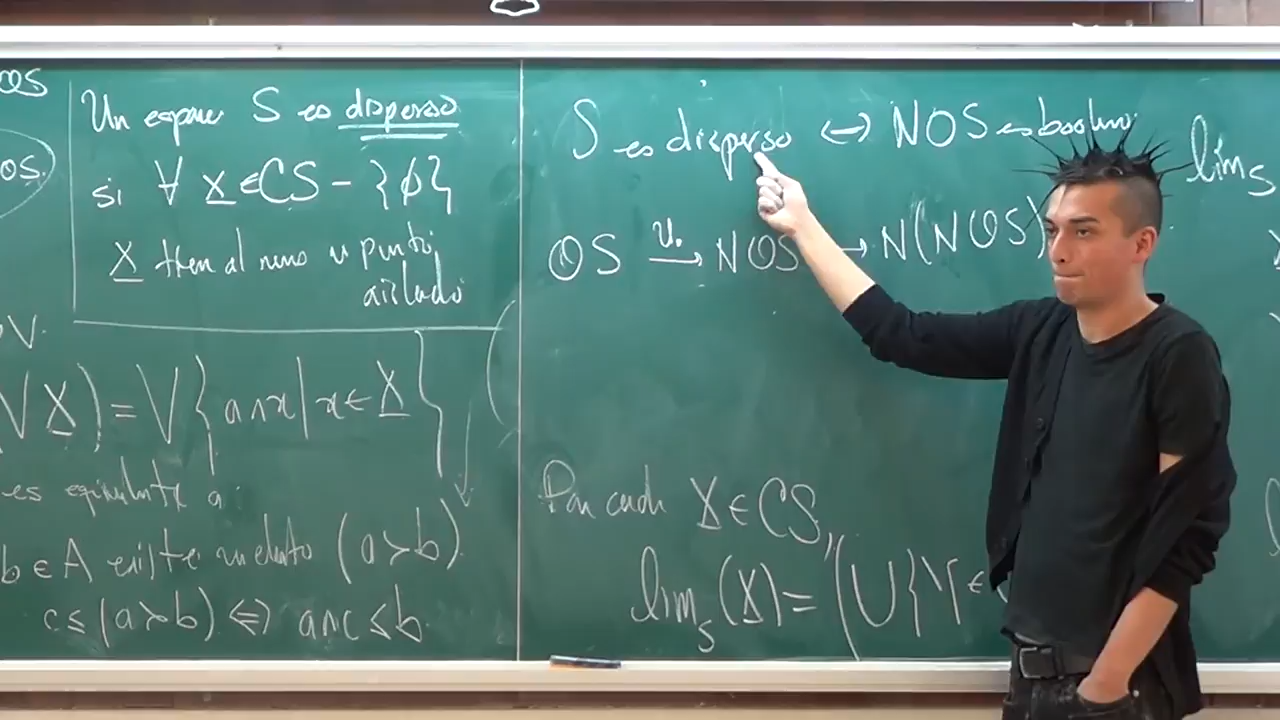 OS
os.
Un espacio S es disperso
si ∀ X ∈ CS - {∅}
X tiene al menos un punto
aislado
V.
V X) = V{a∧x | x ∈ X}
es equivalente a:
b ∈ A existe un elemento (a≻b)
c ≤ (a≻b) ⇔ a∧c ≤ b
S es disperso ↔ NOS es booleano
OS U. → NOS → N(NOS)
Para cada X ∈ CS,
lim_S (X) = (U{Y ∈
lim_S